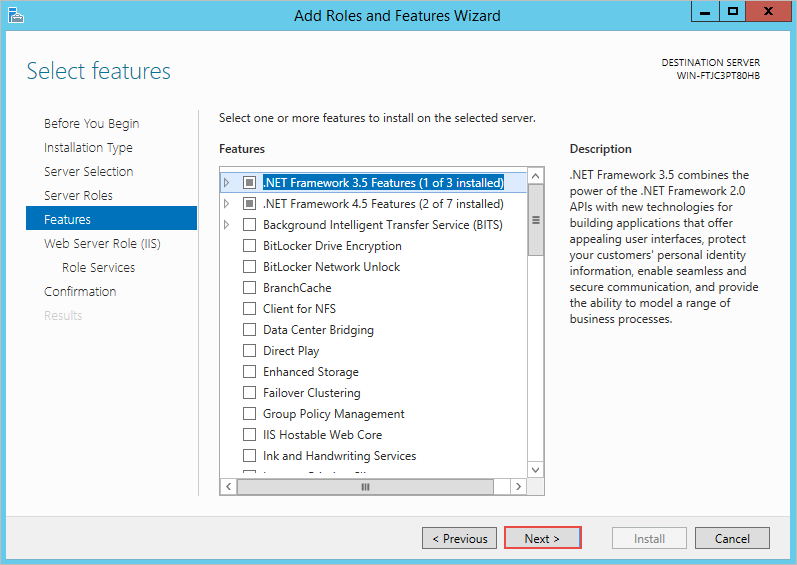 Add Roles and Features Wizard
Select features
DESTINATION SERVER
WIN-FTJC3PT80HB
Before You Begin
Installation Type
Server Selection
Server Roles
Features
Web Server Role (IIS)
Role Services
Confirmation
Results
Select one or more features to install on the selected server.
Features
.NET Framework 3.5 Features (1 of 3 installed)
.NET Framework 4.5 Features (2 of 7 installed)
Background Intelligent Transfer Service (BITS)
BitLocker Drive Encryption
BitLocker Network Unlock
BranchCache
Client for NFS
Data Center Bridging
Direct Play
Enhanced Storage
Failover Clustering
Group Policy Management
IIS Hostable Web Core
Ink and Handwriting Services
Description
.NET Framework 3.5 combines the
power of the .NET Framework 2.0
APIs with new technologies for
building applications that offer
appealing user interfaces, protect
your customers' personal identity
information, enable seamless and
secure communication, and provide
the ability to model a range of
business processes.
< Previous
Next >
Install
Cancel